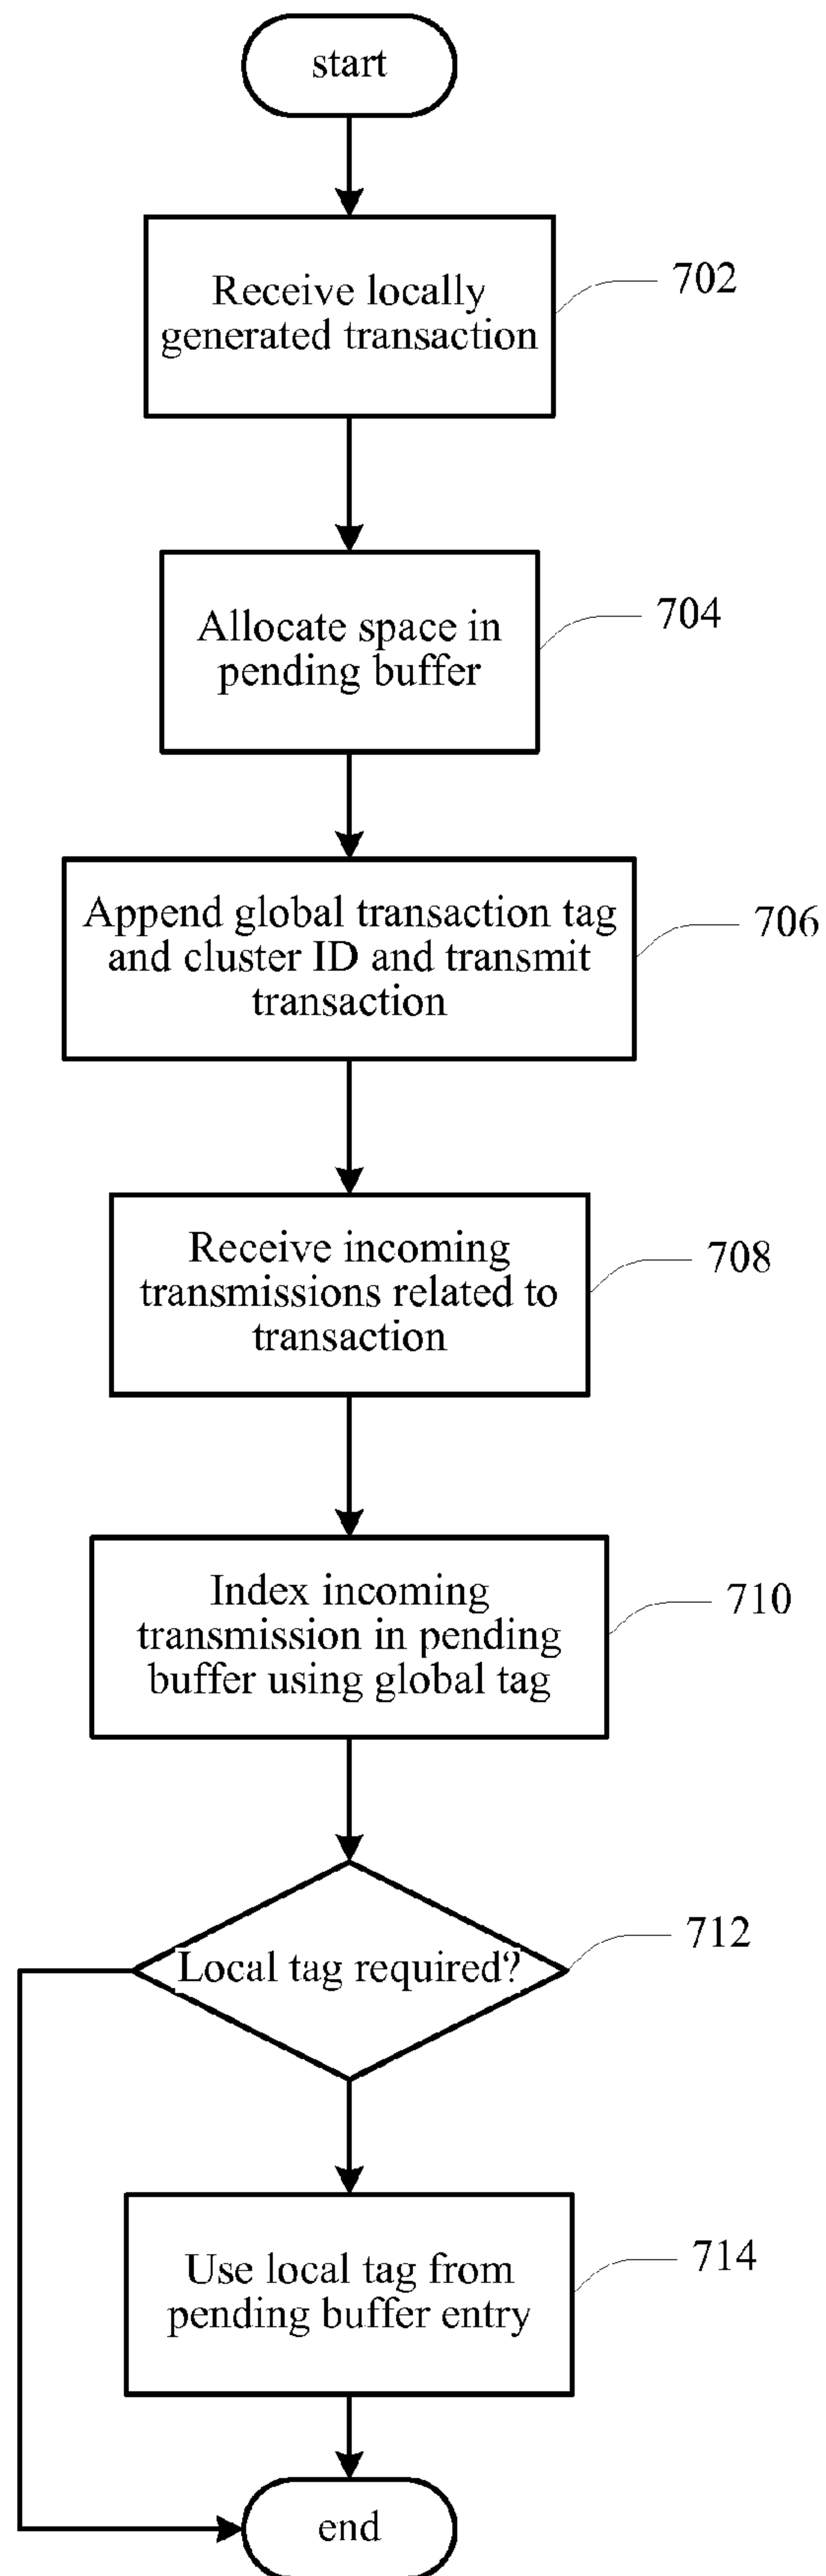 start
Receive locally
generated transaction
702
Allocate space in
pending buffer
704
Append global transaction tag
and cluster ID and transmit
transaction
706
Receive incoming
transmissions related to
transaction
708
Index incoming
transmission in pending
buffer using global tag
710
Local tag required?
712
Use local tag from
pending buffer entry
714
end